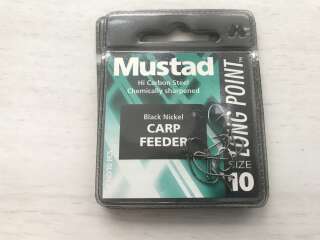 Mustad
Hi Carbon Steel
Chemically sharpened
Black Nickel
CARP
FEEDER
LONG POINT
SIZE
10